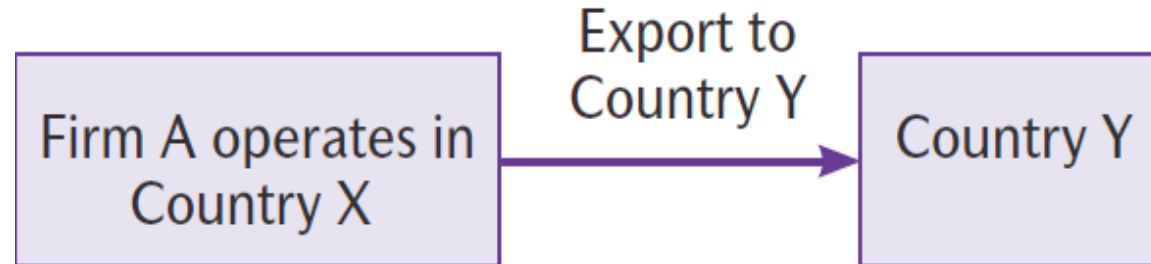 Firm A operates in
Country X
Export to
Country Y
Country Y